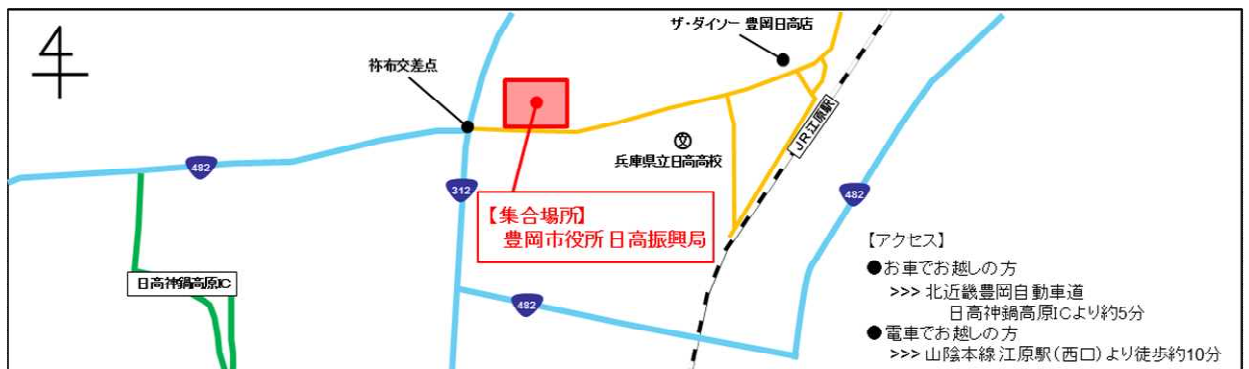 ザ・ダイソー 豊岡日高店
祢布交差点
JR江原駅
兵庫県立日高高校
482
312
482
【集合場所】
豊岡市役所 日高振興局
【アクセス】
●お車でお越しの方
>>> 北近畿豊岡自動車道
日高神鍋高原ICより約5分
●電車でお越しの方
>>> 山陰本線 江原駅(西口)より徒歩約10分
日高神鍋高原IC
482